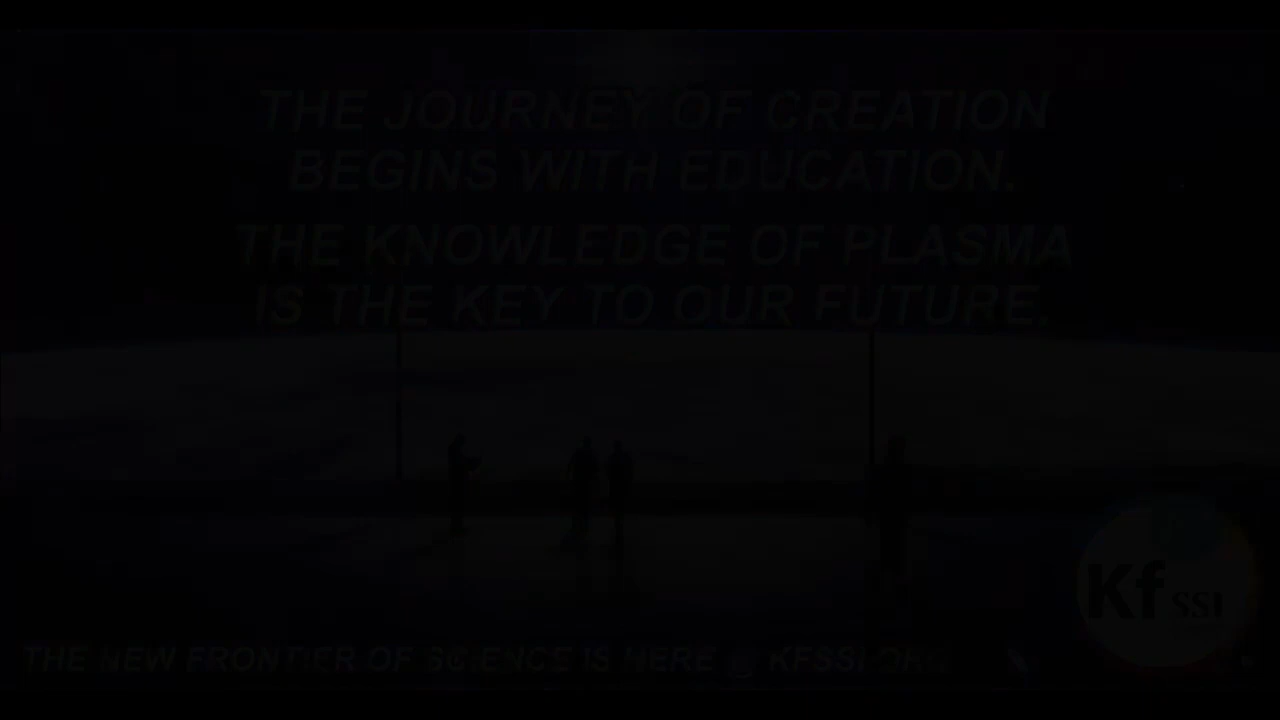 THE JOURNEY OF CREATION
BEGINS WITH EDUCATION.
THE KNOWLEDGE OF PLASMA
IS THE KEY TO OUR FUTURE.
Kf SSI
THE NEW FRONTIER OF SCIENCE IS HERE KFSSI.ORG